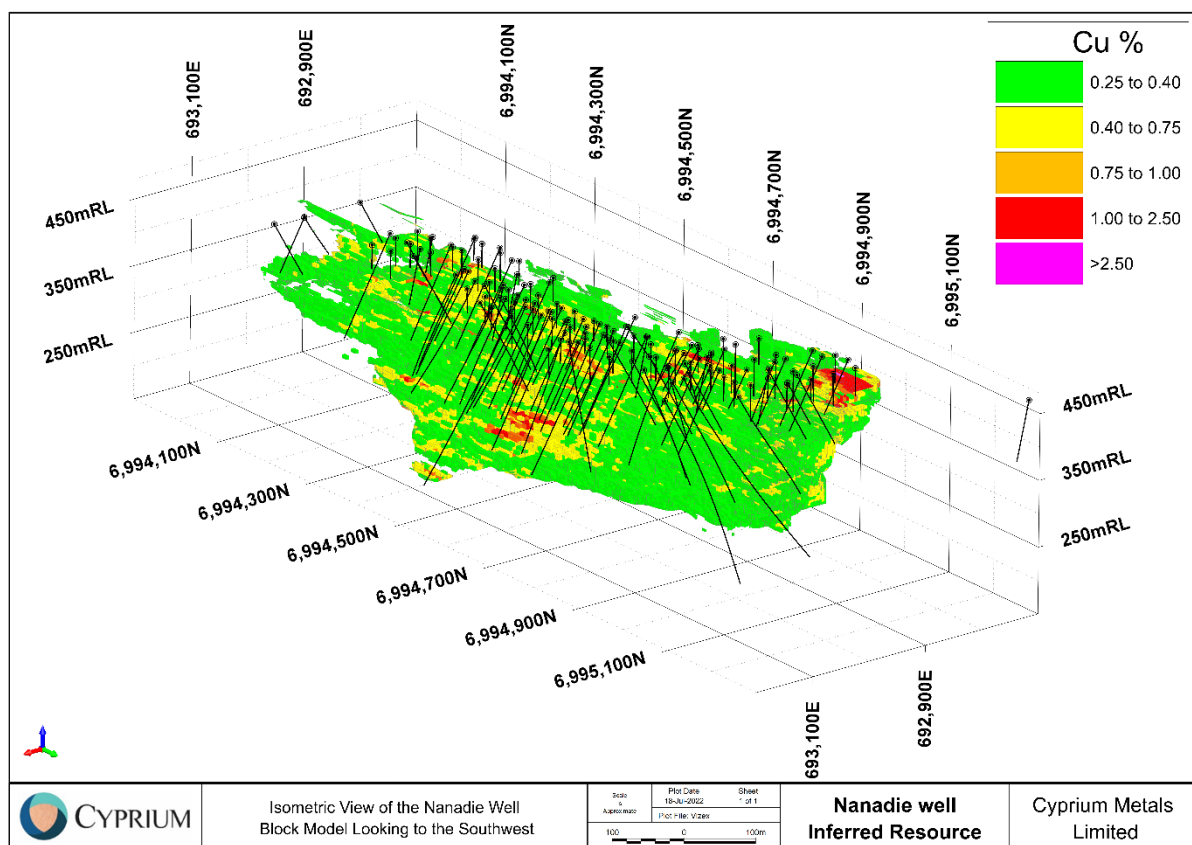 Cu %
0.25 to 0.40
0.40 to 0.75
0.75 to 1.00
1.00 to 2.50
>2.50
693,100E
692,900E
6,994,100N
6,994,300N
6,994,500N
6,994,700N
6,994,900N
6,995,100N
450mRL
350mRL
250mRL
450mRL
350mRL
250mRL
6,994,100N
6,994,300N
6,994,500N
6,994,700N
6,994,900N
6,995,100N
693,100E
692,900E
CYPRIUM
Isometric View of the Nanadie Well
Block Model Looking to the Southwest
Scale
is
Approximate
Plot Date
18-Jul-2022
Sheet
1 of 1
Plot File: Vizex
100 0 100m
Nanadie well
Inferred Resource
Cyprium Metals
Limited